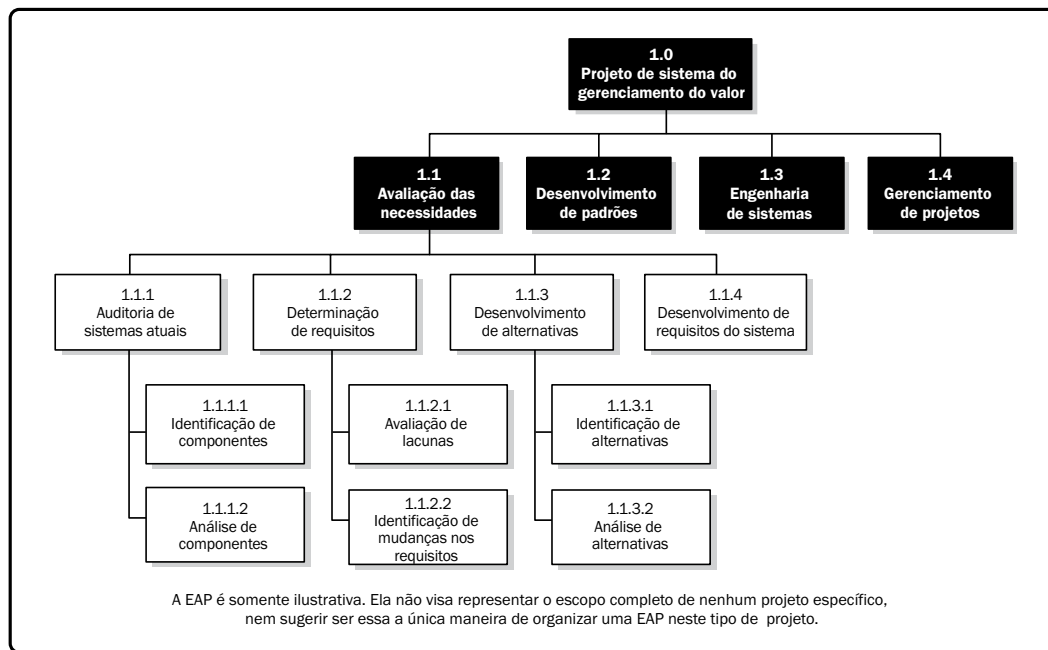 1.0
Projeto de sistema do
gerenciamento do valor
1.1
Avaliação das
necessidades
1.2
Desenvolvimento
de padrões
1.3
Engenharia
de sistemas
1.4
Gerenciamento
de projetos
1.1.1
Auditoria de
sistemas atuais
1.1.2
Determinação
de requisitos
1.1.3
Desenvolvimento
de alternativas
1.1.4
Desenvolvimento de
requisitos do sistema
1.1.1.1
Identificação de
componentes
1.1.2.1
Avaliação de
lacunas
1.1.3.1
Identificação de
alternativas
1.1.1.2
Análise de
componentes
1.1.2.2
Identificação de
mudanças nos
requisitos
1.1.3.2
Análise de
alternativas
A EAP é somente ilustrativa. Ela não visa representar o escopo completo de nenhum projeto específico,
nem sugerir ser essa a única maneira de organizar uma EAP neste tipo de projeto.